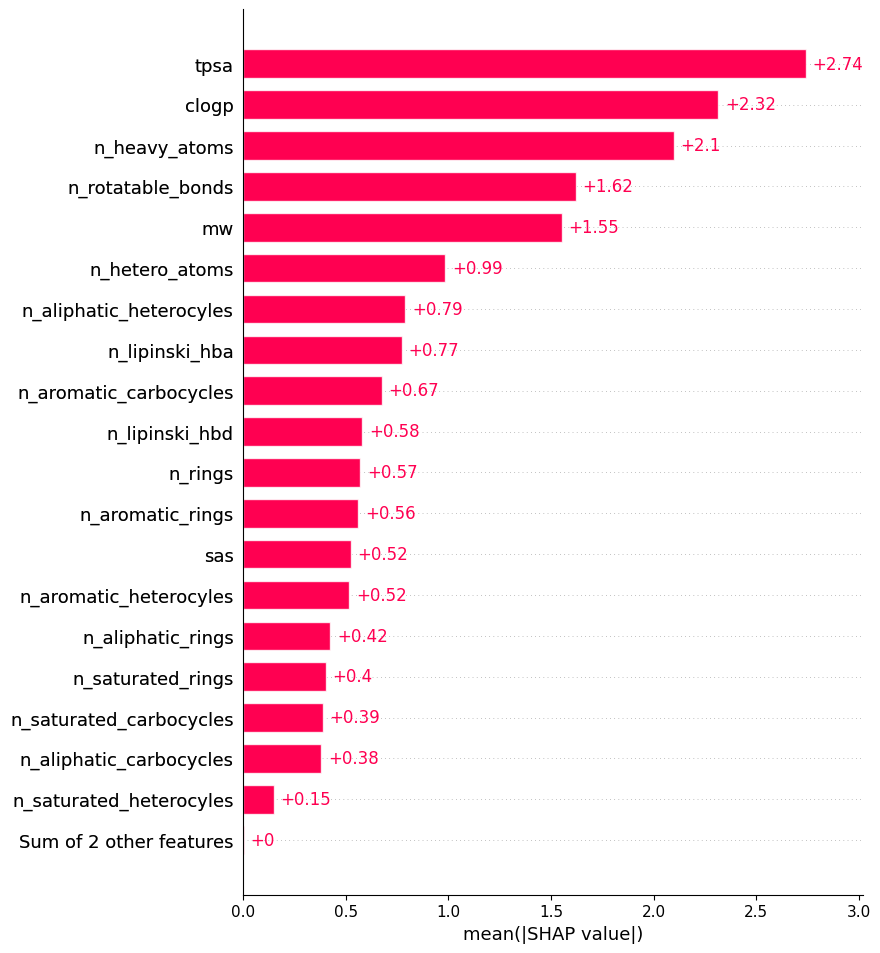 tpsa +2.74
clogp +2.32
n_heavy_atoms +2.1
n_rotatable_bonds +1.62
mw +1.55
n_hetero_atoms +0.99
n_aliphatic_heterocyles +0.79
n_lipinski_hba +0.77
n_aromatic_carbocycles +0.67
n_lipinski_hbd +0.58
n_rings +0.57
n_aromatic_rings +0.56
sas +0.52
n_aromatic_heterocyles +0.52
n_aliphatic_rings +0.42
n_saturated_rings +0.4
n_saturated_carbocycles +0.39
n_aliphatic_carbocycles +0.38
n_saturated_heterocyles +0.15
Sum of 2 other features +0
0.0 0.5 1.0 1.5 2.0 2.5 3.0
mean(|SHAP value|)